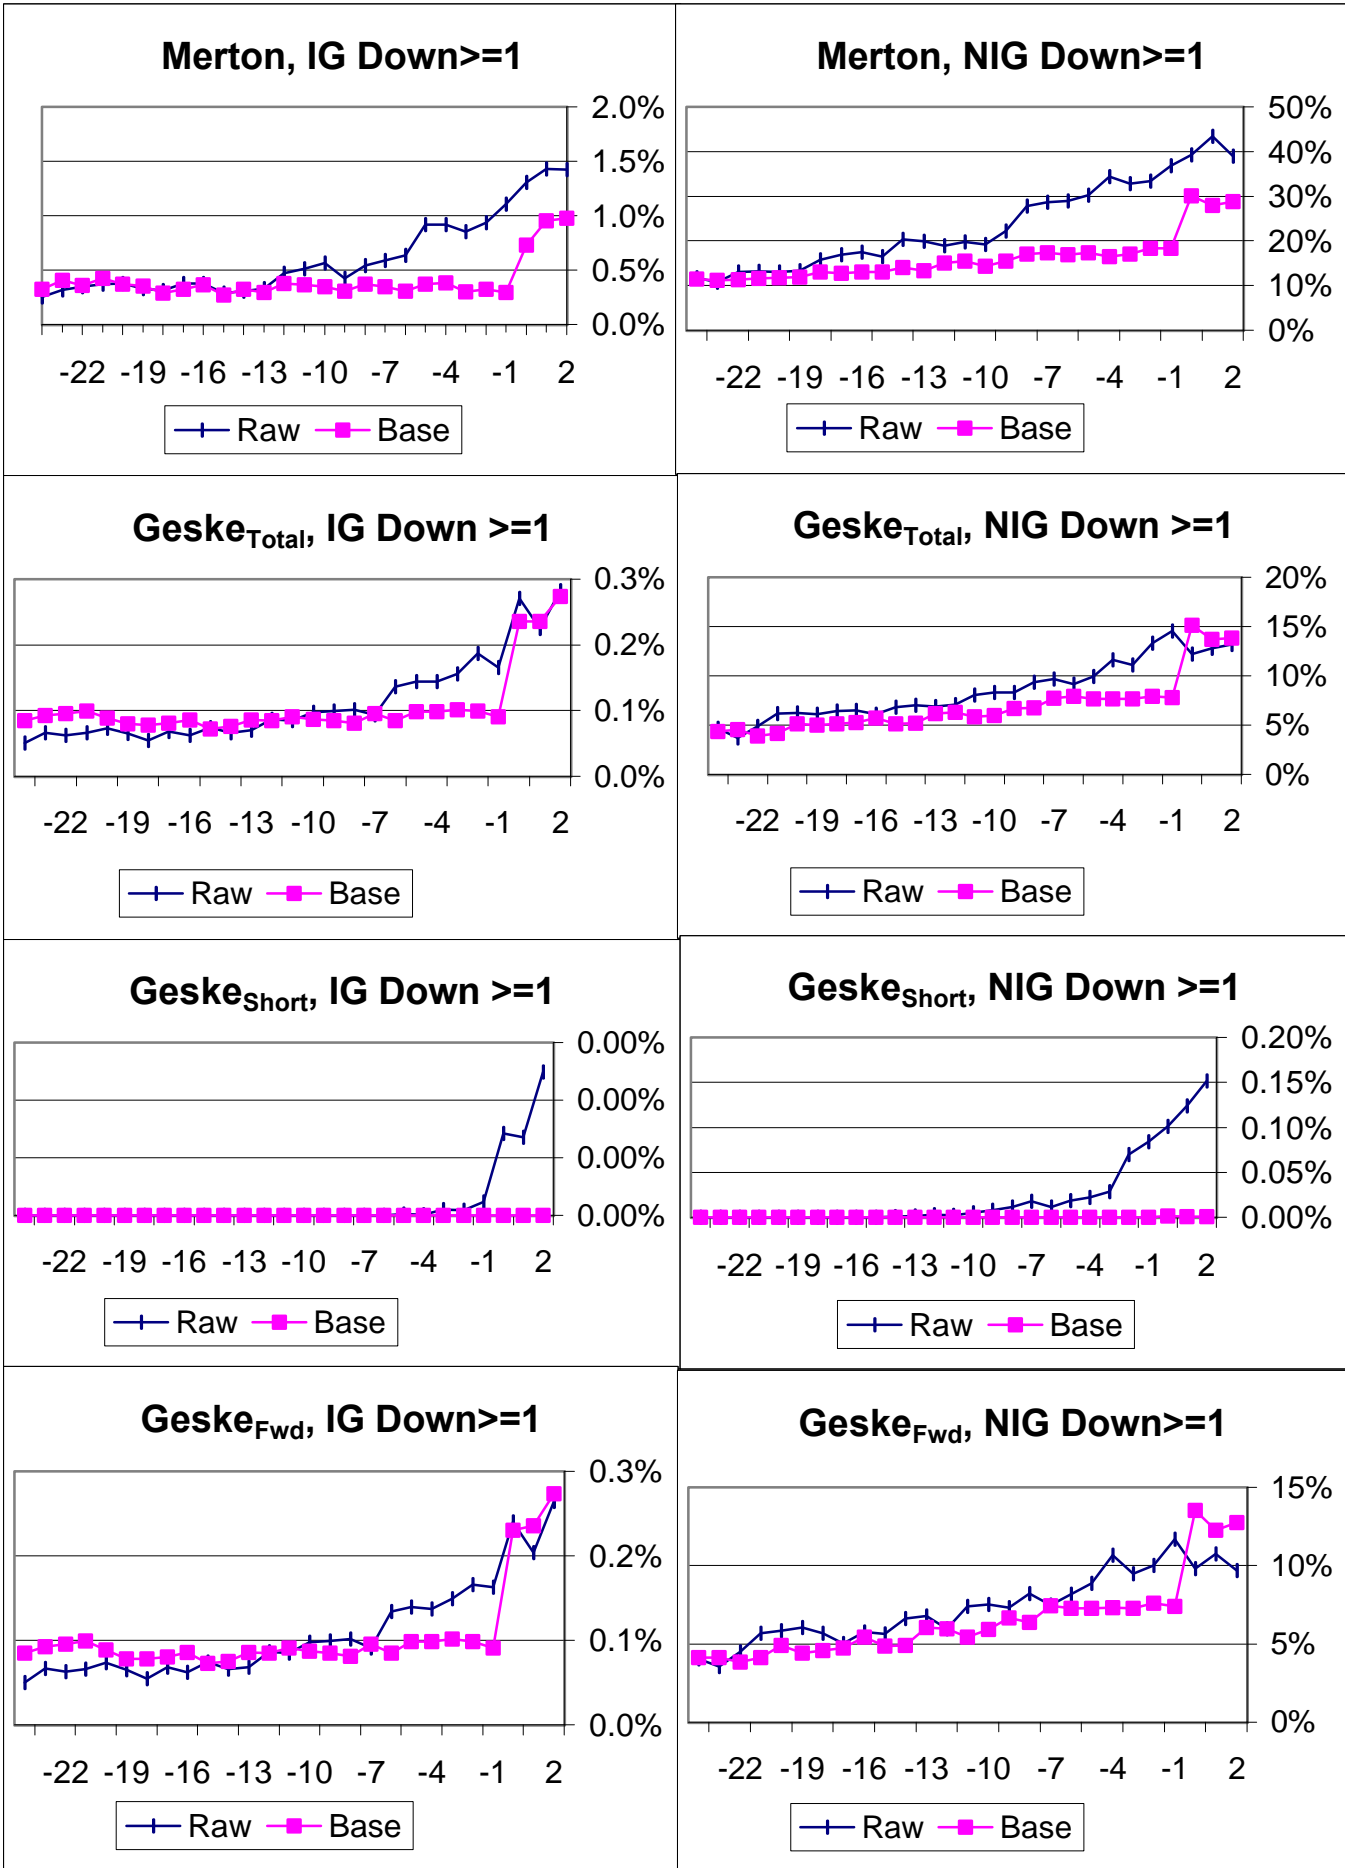 Merton, IG Down>=1
2.0%
1.5%
1.0%
0.5%
0.0%
-22 -19 -16 -13 -10 -7 -4 -1 2
Raw Base
Merton, NIG Down>=1
50%
40%
30%
20%
10%
0%
-22 -19 -16 -13 -10 -7 -4 -1 2
Raw Base
Geske_Total, IG Down >=1
0.3%
0.2%
0.1%
0.0%
-22 -19 -16 -13 -10 -7 -4 -1 2
Raw Base
Geske_Total, NIG Down >=1
20%
15%
10%
5%
0%
-22 -19 -16 -13 -10 -7 -4 -1 2
Raw Base
Geske_Short, IG Down >=1
0.00%
0.00%
0.00%
0.00%
-22 -19 -16 -13 -10 -7 -4 -1 2
Raw Base
Geske_Short, NIG Down >=1
0.20%
0.15%
0.10%
0.05%
0.00%
-22 -19 -16 -13 -10 -7 -4 -1 2
Raw Base
Geske_Fwd, IG Down>=1
0.3%
0.2%
0.1%
0.0%
-22 -19 -16 -13 -10 -7 -4 -1 2
Raw Base
Geske_Fwd, NIG Down>=1
15%
10%
5%
0%
-22 -19 -16 -13 -10 -7 -4 -1 2
Raw Base